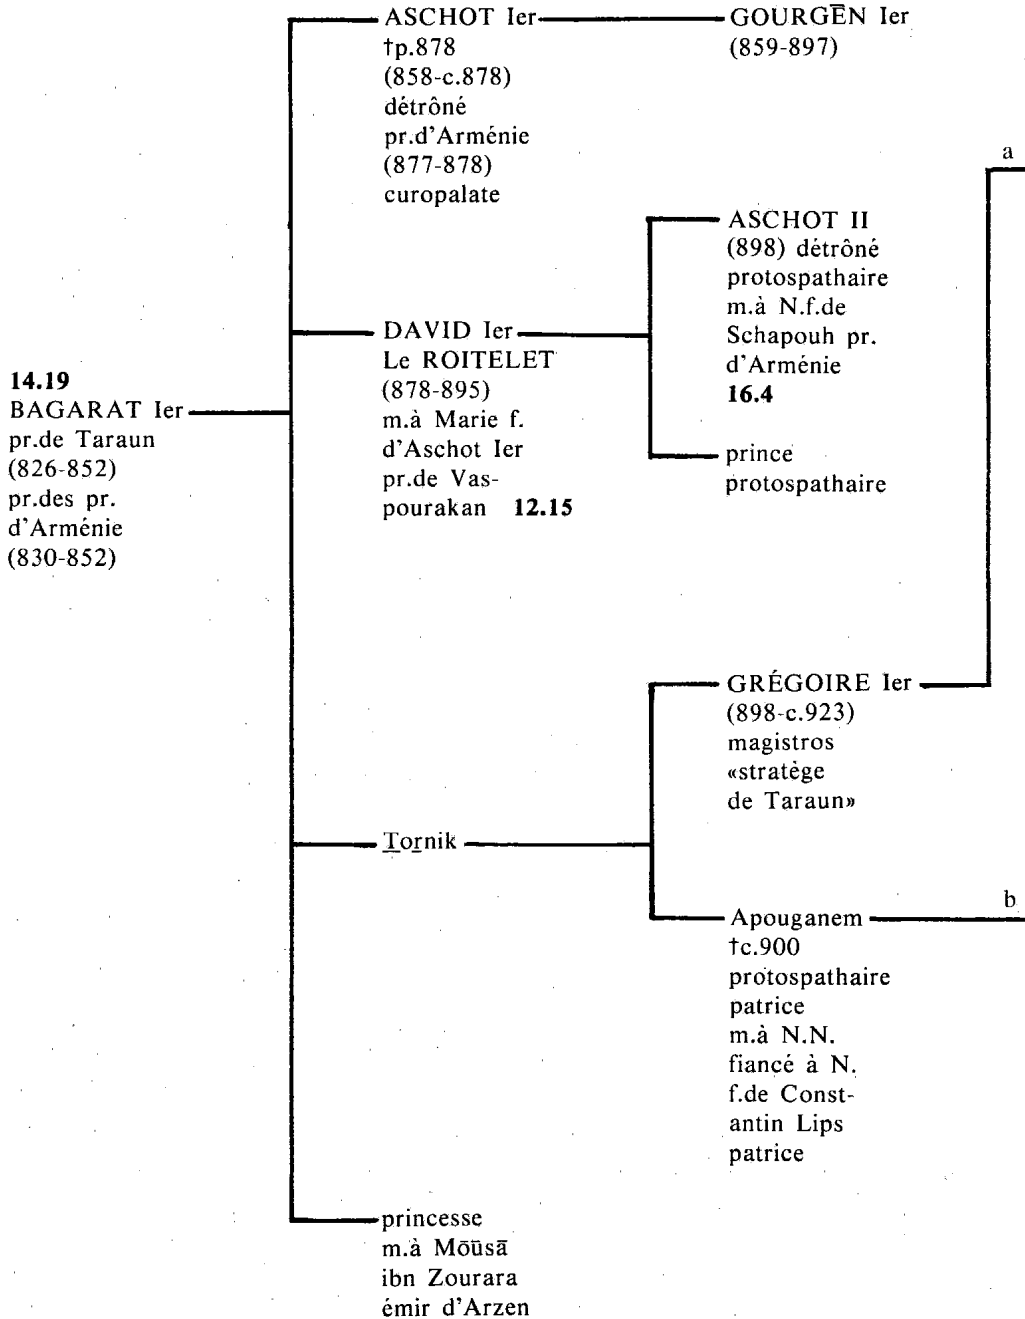 ASCHOT Ier
†p.878
(858-c.878)
détrôné
pr.d'Arménie
(877-878)
curopalate
GOURGĒN Ier
(859-897)
a
ASCHOT II
(898) détrôné
protospathaire
m.à N.f.de
Schapouh pr.
d'Arménie
16.4
DAVID Ier
Le ROITELET
(878-895)
m.à Marie f.
d'Aschot Ier
pr.de Vas-
pourakan 12.15
14.19
BAGARAT Ier
pr.de Taraun
(826-852)
pr.des pr.
d'Arménie
(830-852)
prince
protospathaire
GRÉGOIRE Ier
(898-c.923)
magistros
«stratège
de Taraun»
Tornik
Apouganem
b
†c.900
protospathaire
patrice
m.à N.N.
fiancé à N.
f.de Const-
antin Lips
patrice
princesse
m.à Mōūsā
ibn Zourara
émir d'Arzen